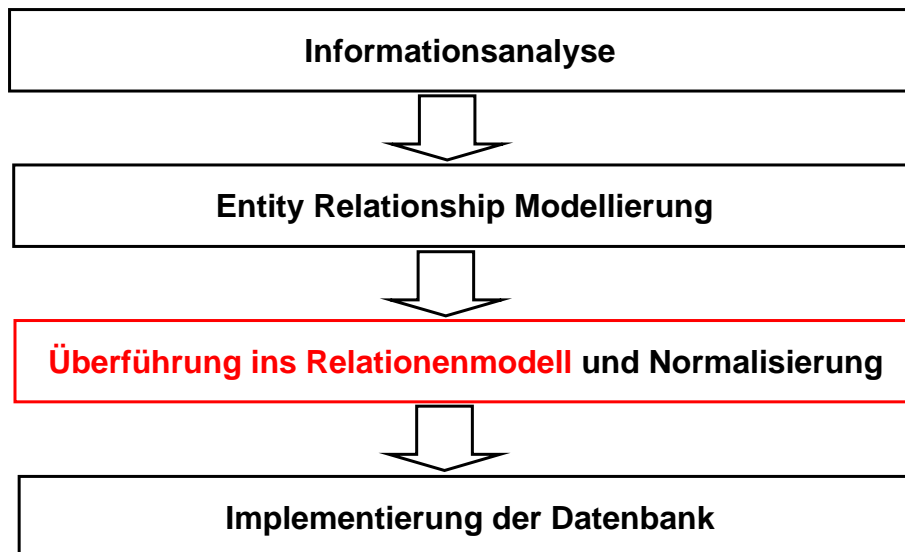 Informationsanalyse
Entity Relationship Modellierung
Überführung ins Relationenmodell und Normalisierung
Implementierung der Datenbank